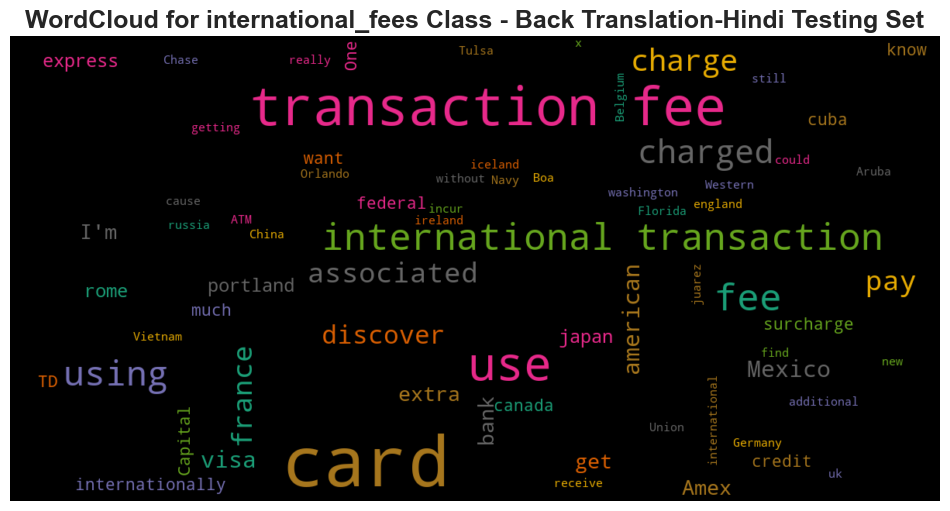 WordCloud for international_fees Class - Back Translation-Hindi Testing Set
express
Chase
really
One
Tulsa
x
charge
know
still
transaction fee
Belgium
getting
cuba
want
Orlando
iceland
without
Navy
Boa
charged
could
Aruba
washington
Western
cause
federal
incur
ireland
Florida
england
I'm
russia
ATM
China
international transaction
associated
rome
portland
much
american
juarez
fee
pay
surcharge
Vietnam
discover
japan
find
new
TD
using
france
use
Mexico
extra
canada
bank
additional
Capital
international
Union
Germany
visa
card
get
credit
uk
internationally
receive
Amex